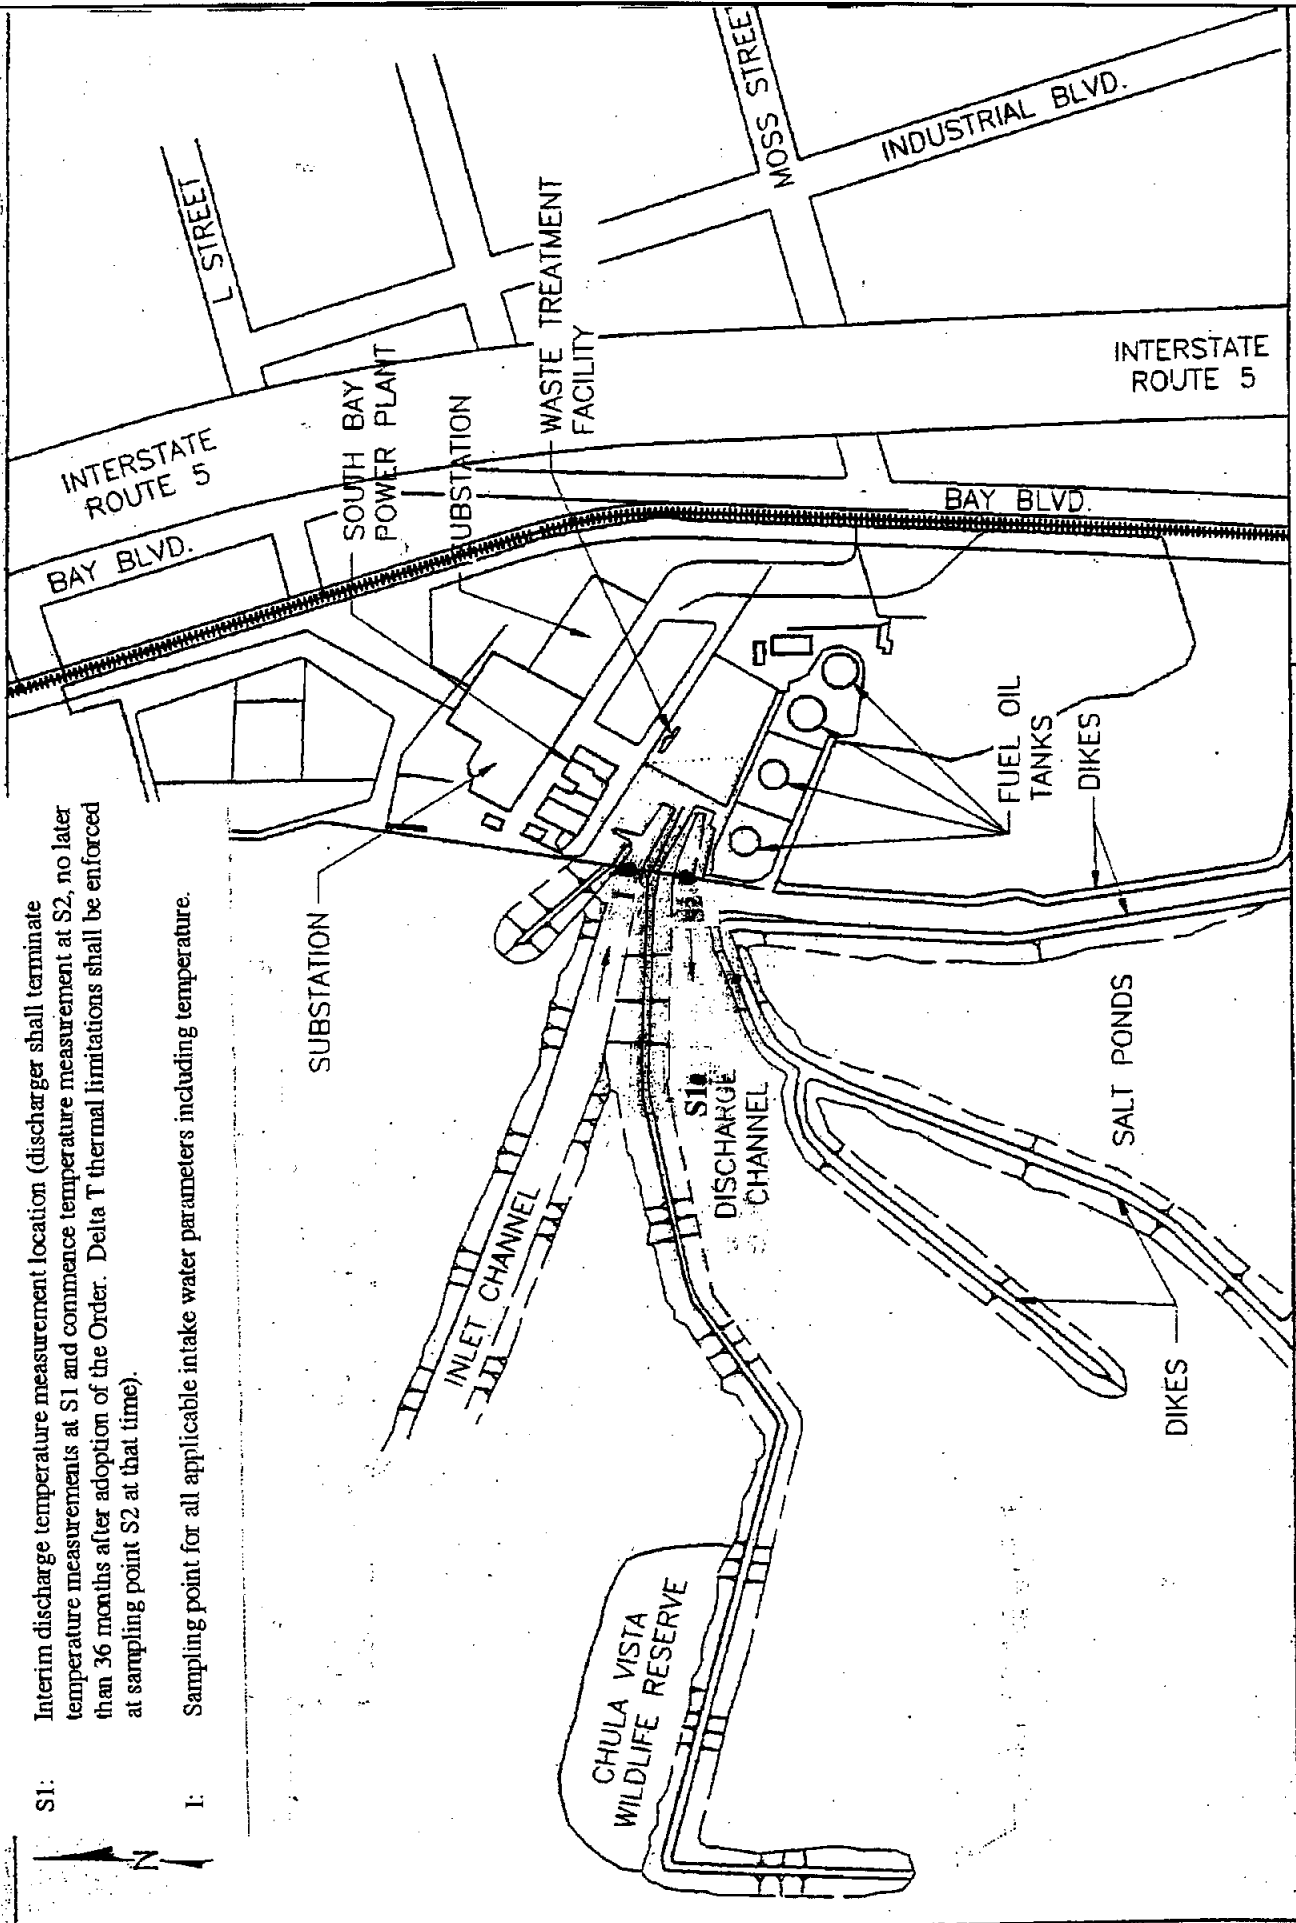 S1: Interim discharge temperature measurement location (discharger shall terminate
temperature measurements at S1 and commence temperature measurement at S2, no later
than 36 months after adoption of the Order. Delta T thermal limitations shall be enforced
at sampling point S2 at that time).
I: Sampling point for all applicable intake water parameters including temperature.
N
L STREET
MOSS STREET
INDUSTRIAL BLVD.
INTERSTATE
ROUTE 5
INTERSTATE
ROUTE 5
BAY BLVD.
BAY BLVD.
SOUTH BAY
POWER PLANT
SUBSTATION
WASTE TREATMENT
FACILITY
SUBSTATION
FUEL OIL
TANKS
DIKES
I
S2
S1
DISCHARGE
CHANNEL
INLET CHANNEL
SALT PONDS
DIKES
CHULA VISTA
WILDLIFE RESERVE